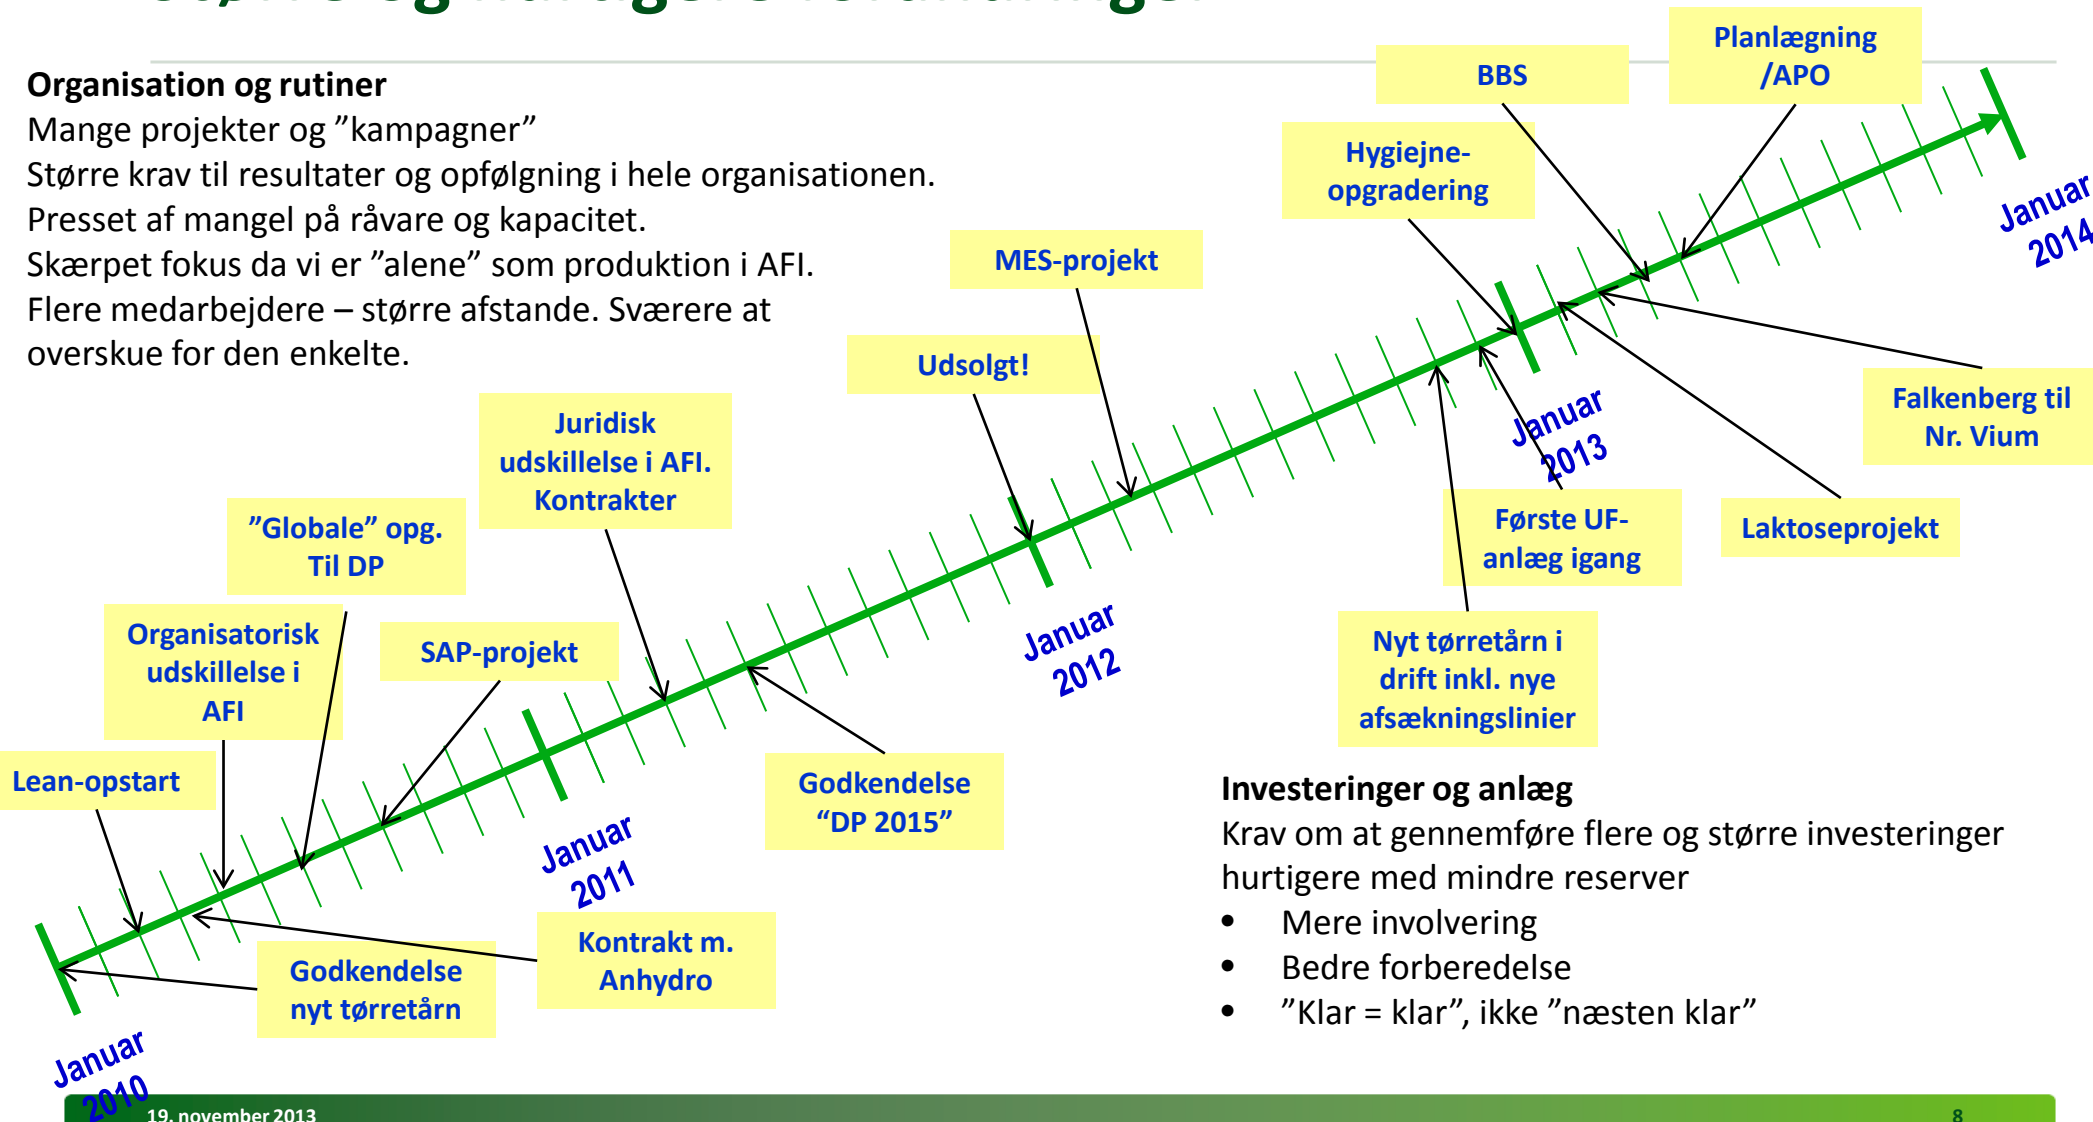 Organisation og rutiner
Mange projekter og ”kampagner”
Større krav til resultater og opfølgning i hele organisationen.
Presset af mangel på råvare og kapacitet.
Skærpet fokus da vi er ”alene” som produktion i AFI.
Flere medarbejdere – større afstande. Sværere at
overskue for den enkelte.
Planlægning
/APO
BBS
Hygiejne-
opgradering
MES-projekt
Udsolgt!
Juridisk
udskillelse i AFI.
Kontrakter
”Globale” opg.
Til DP
Organisatorisk
udskillelse i
AFI
SAP-projekt
Lean-opstart
Januar
2014
Januar
2013
Januar
2012
Januar
2011
Januar
2010
Falkenberg til
Nr. Vium
Laktoseprojekt
Første UF-
anlæg igang
Nyt tørretårn i
drift inkl. nye
afsækningslinier
Godkendelse
“DP 2015”
Kontrakt m.
Anhydro
Godkendelse
nyt tørretårn
Investeringer og anlæg
Krav om at gennemføre flere og større investeringer
hurtigere med mindre reserver
• Mere involvering
• Bedre forberedelse
• ”Klar = klar”, ikke ”næsten klar”
19. november 2013
8